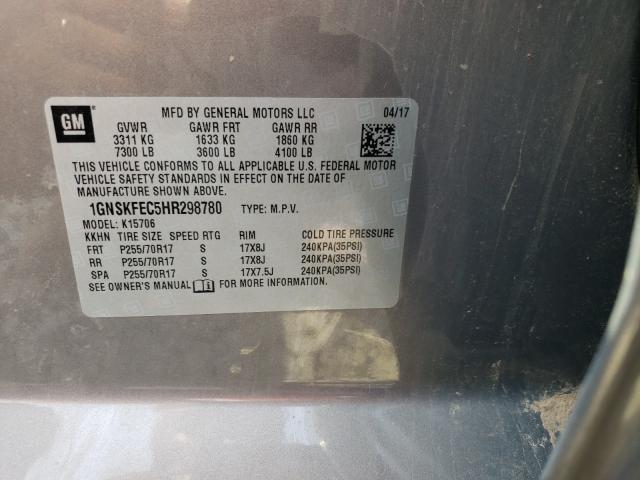 GM ®
MFD BY GENERAL MOTORS LLC 04/17
GVWR GAWR FRT GAWR RR
3311 KG 1633 KG 1860 KG
7300 LB 3600 LB 4100 LB
THIS VEHICLE CONFORMS TO ALL APPLICABLE U.S. FEDERAL MOTOR
VEHICLE SAFETY STANDARDS IN EFFECT ON THE DATE OF
MANUFACTURE SHOWN ABOVE.
1GNSKFEC5HR298780 TYPE: M.P.V.
MODEL: K15706
KKHN TIRE SIZE SPEED RTG RIM COLD TIRE PRESSURE
FRT P255/70R17 S 17X8J 240KPA(35PSI)
RR P255/70R17 S 17X8J 240KPA(35PSI)
SPA P255/70R17 S 17X7.5J 240KPA(35PSI)
SEE OWNER'S MANUAL FOR MORE INFORMATION.